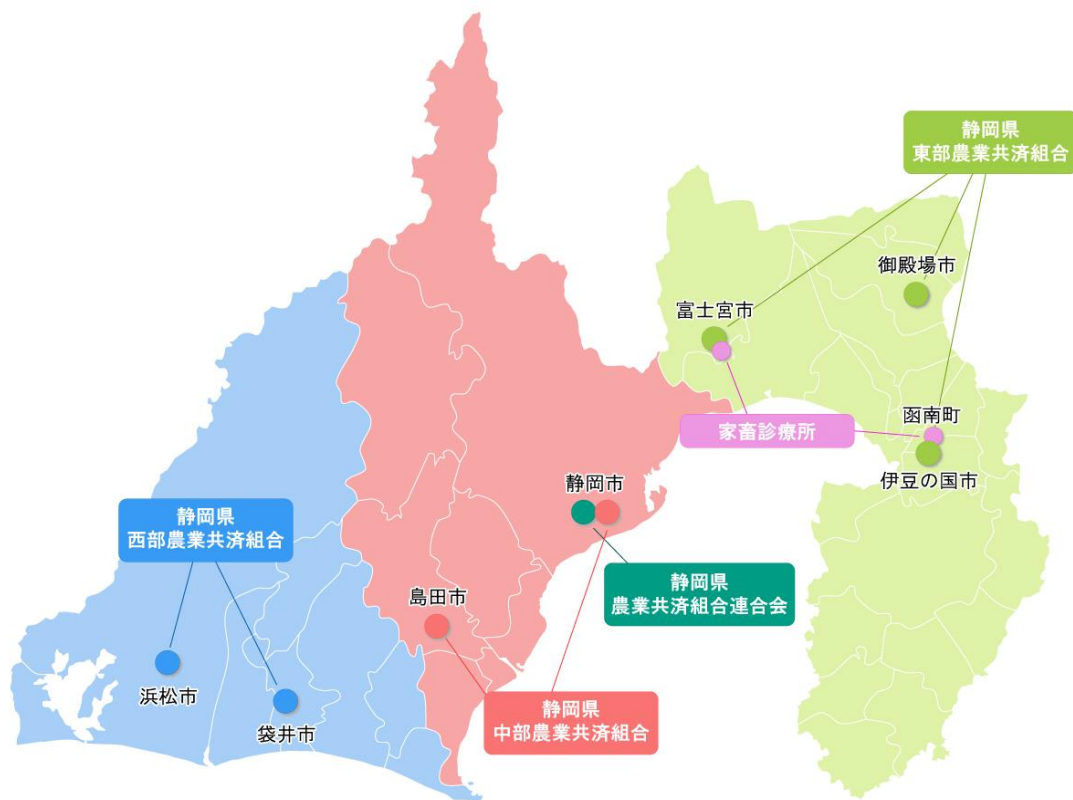 静岡県
東部農業共済組合
御殿場市
富士宮市
函南町
家畜診療所
伊豆の国市
静岡市
静岡県
西部農業共済組合
静岡県
農業共済組合連合会
島田市
浜松市
袋井市
静岡県
中部農業共済組合